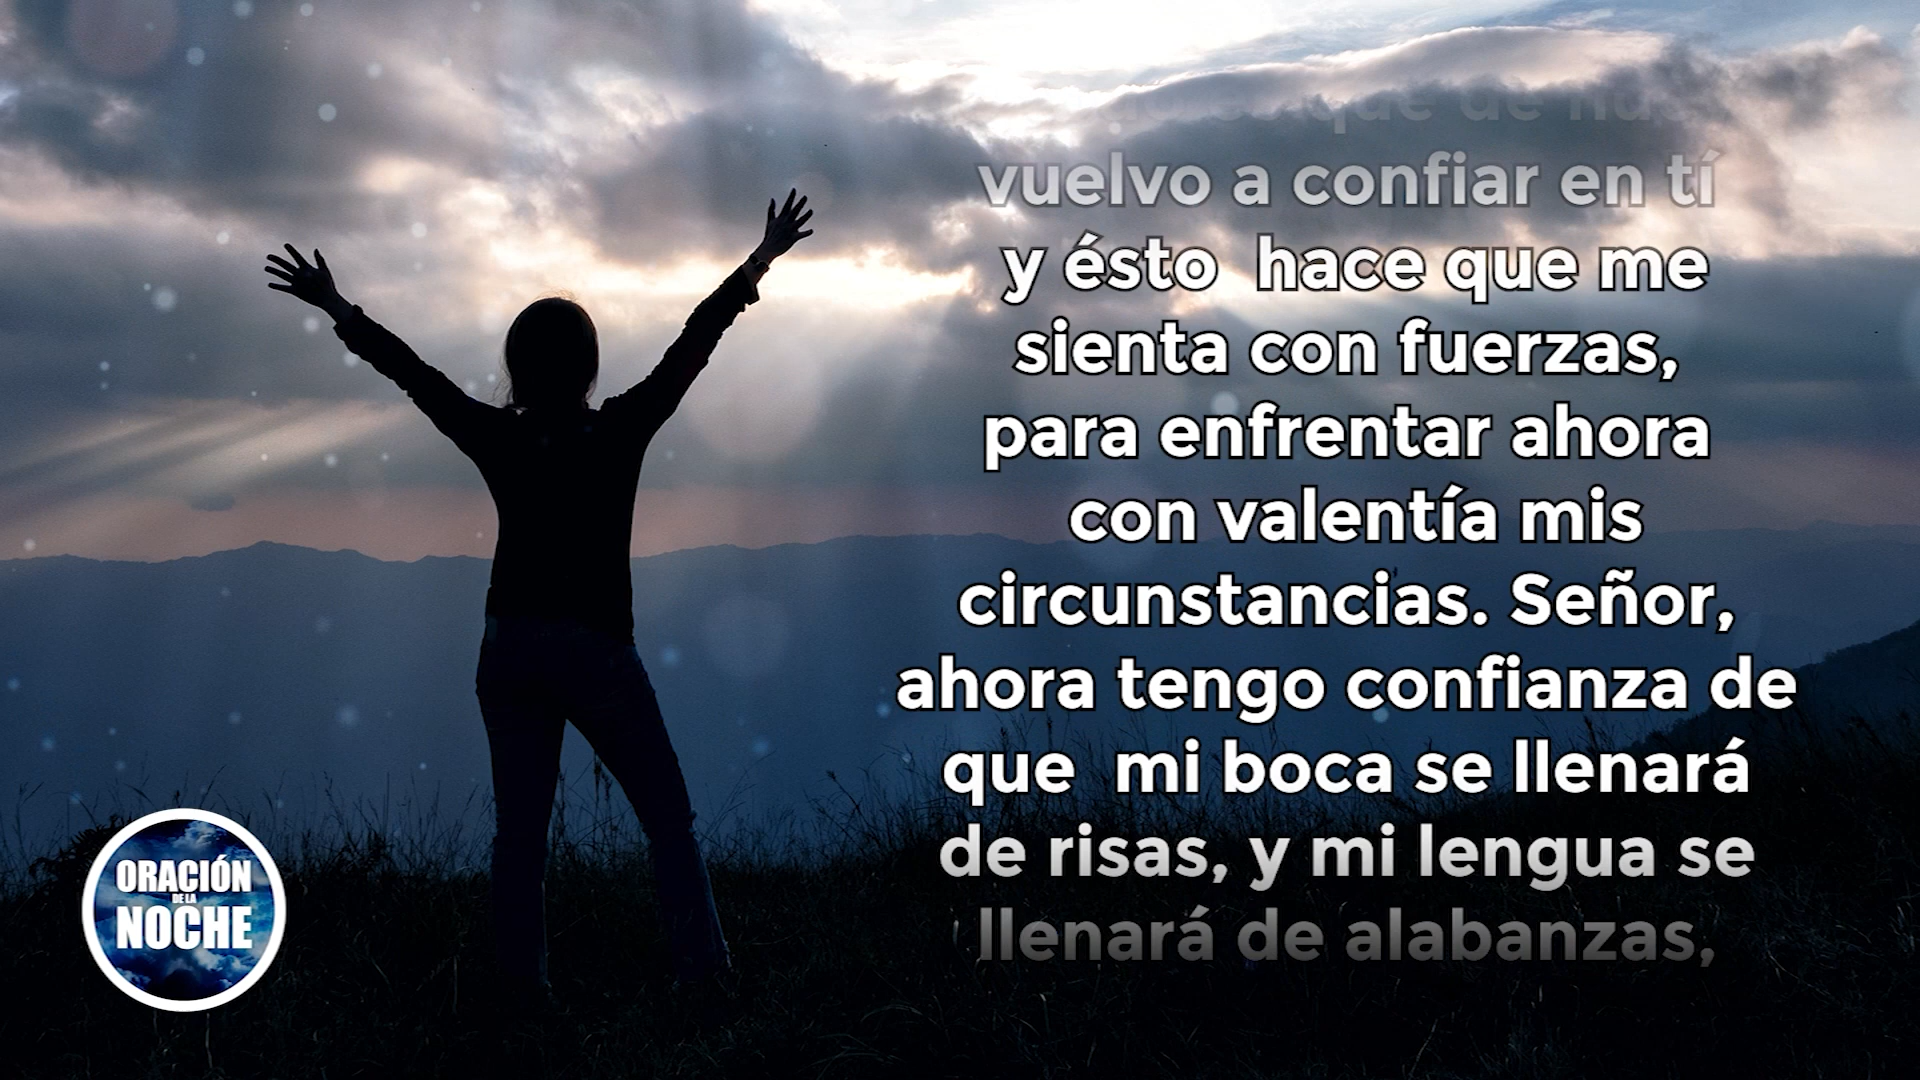 que de
vuelvo a confiar en tí
y ésto  hace que me
sienta con fuerzas,
para enfrentar ahora
con valentía mis
circunstancias. Señor,
ahora tengo confianza de
que  mi boca se llenará
de risas, y mi lengua se
llenará de alabanzas,
ORACIÓN
DE LA
NOCHE